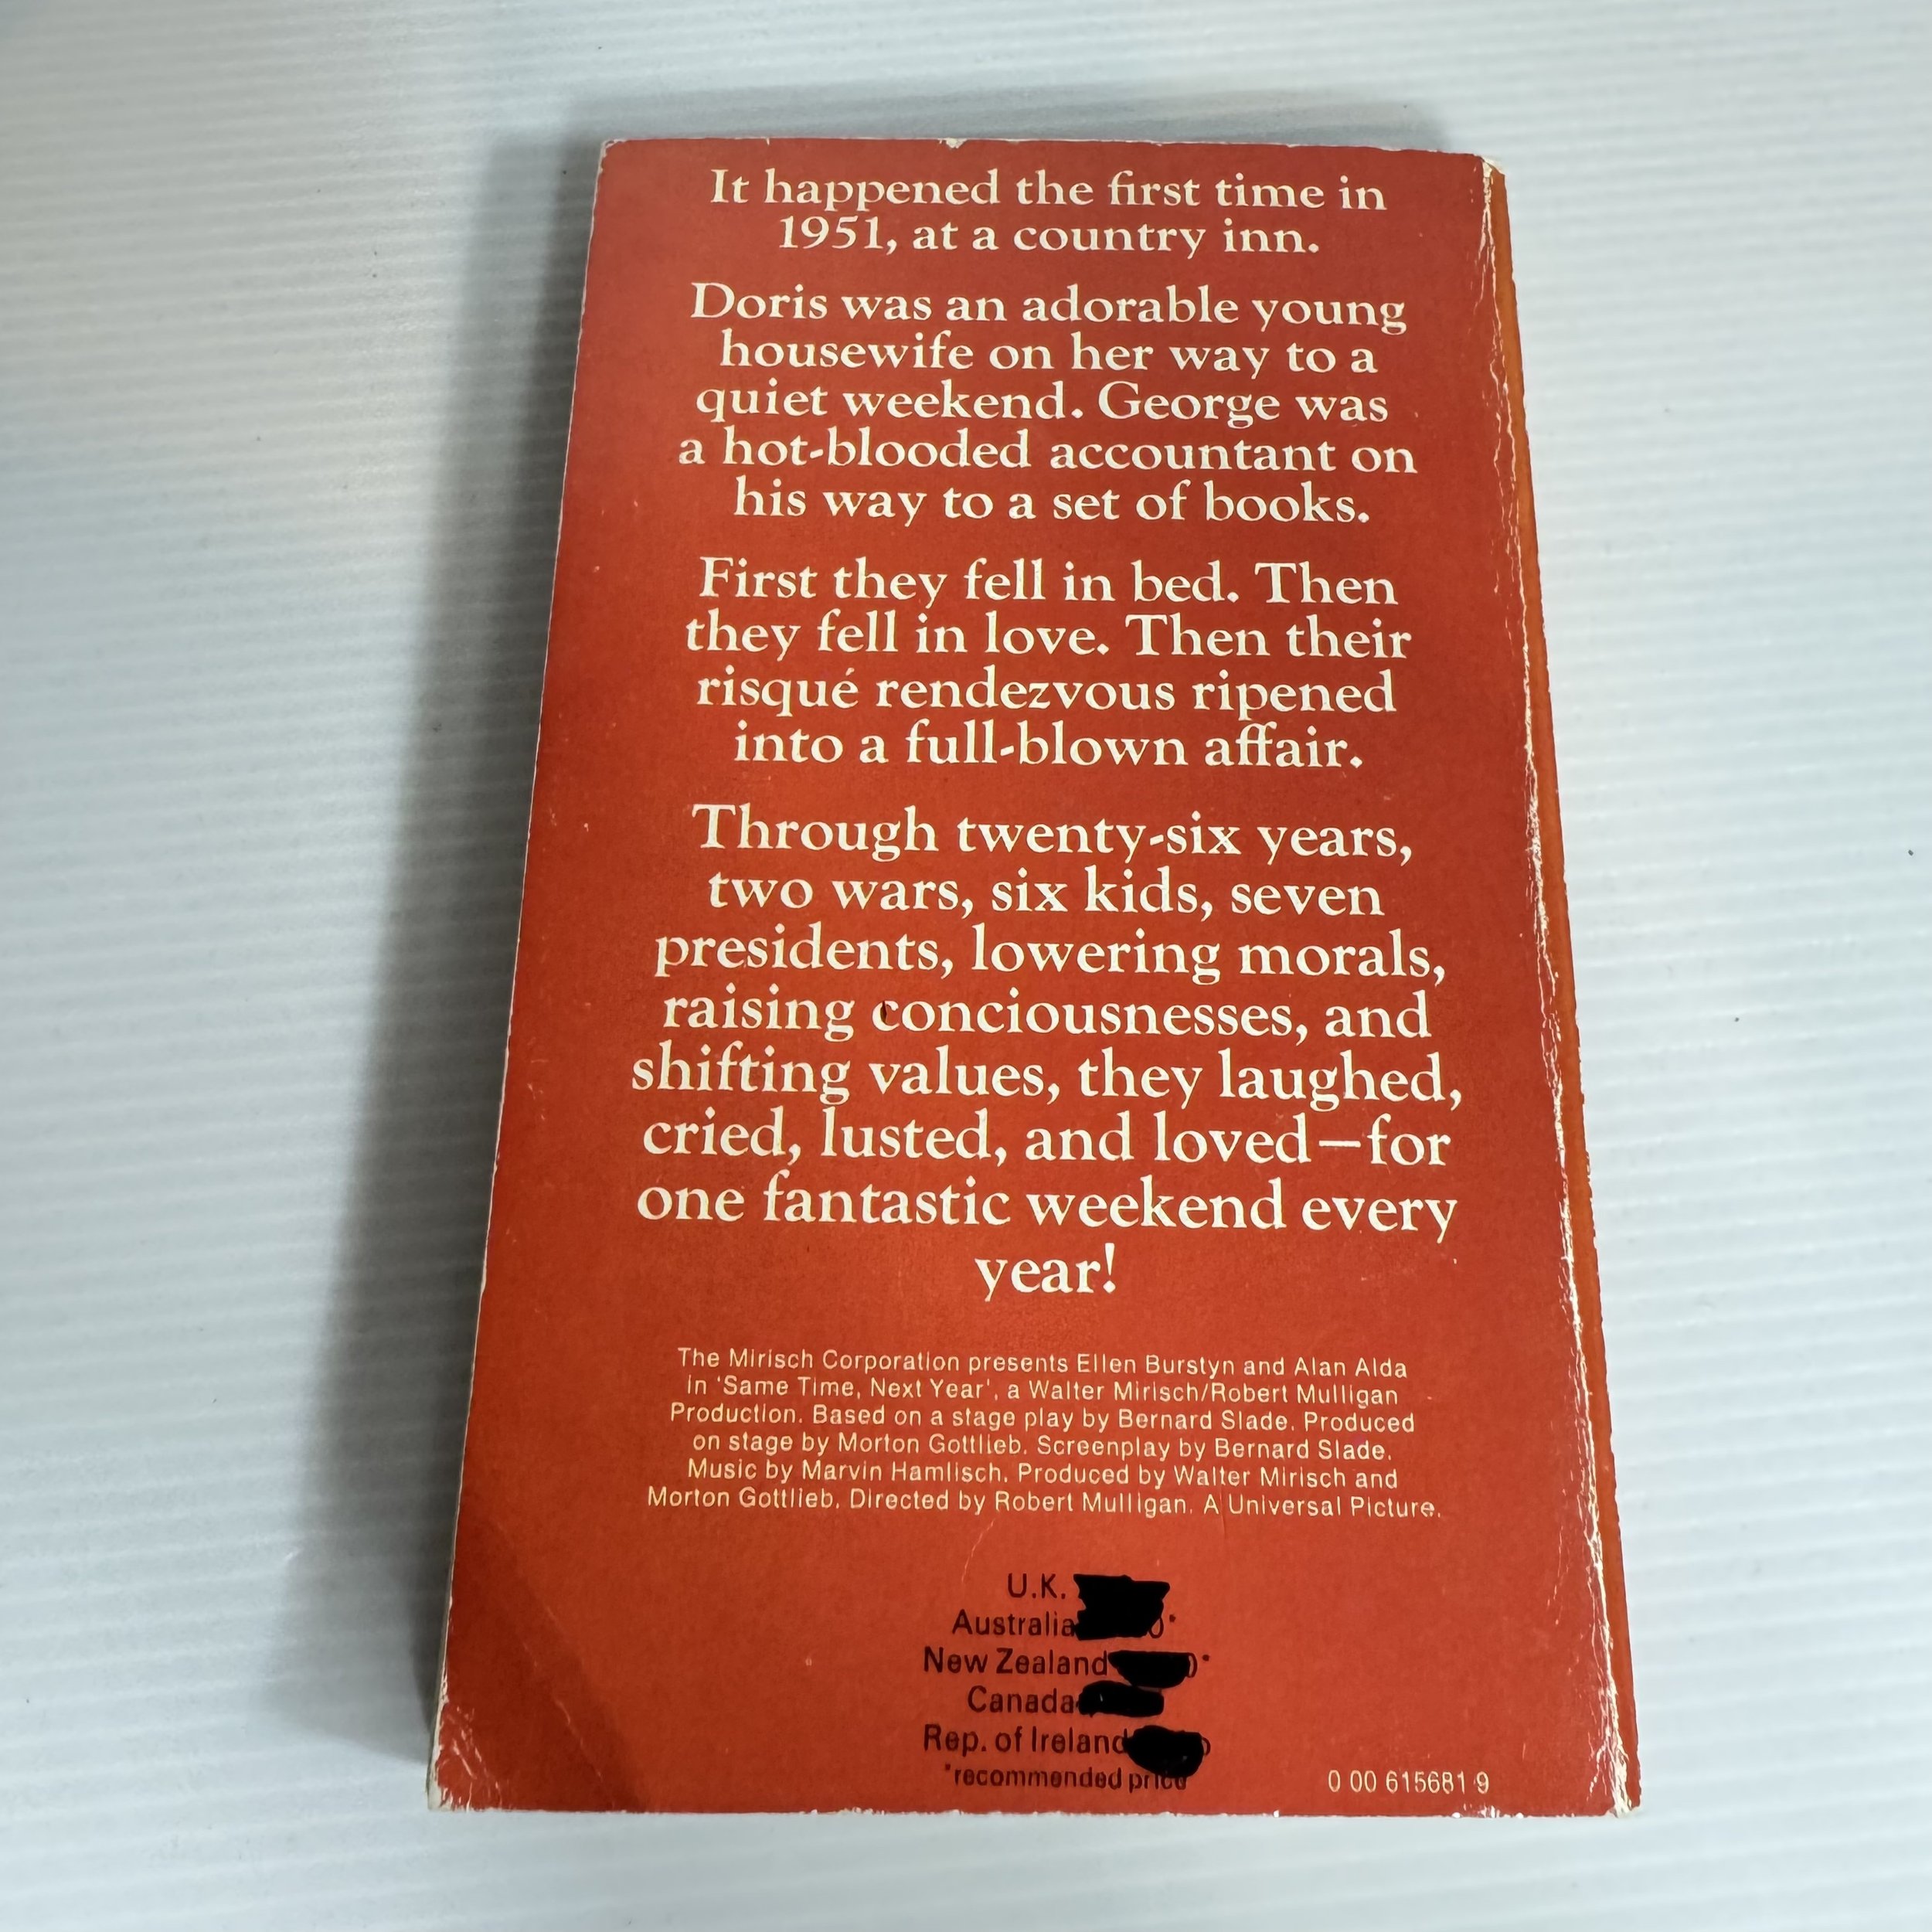 It happened the first time in
1951, at a country inn.
Doris was an adorable young
housewife on her way to a
quiet weekend. George was
a hot-blooded accountant on
his way to a set of books.
First they fell in bed. Then
they fell in love. Then their
risqué rendezvous ripened
into a full-blown affair.
Through twenty-six years,
two wars, six kids, seven
presidents, lowering morals,
raising conciousnesses, and
shifting values, they laughed,
cried, lusted, and loved—for
one fantastic weekend every
year!
The Mirisch Corporation presents Ellen Burstyn and Alan Alda
in 'Same Time, Next Year', a Walter Mirisch/Robert Mulligan
Production. Based on a stage play by Bernard Slade. Produced
on stage by Morton Gottlieb. Screenplay by Bernard Slade.
Music by Marvin Hamlisch. Produced by Walter Mirisch and
Morton Gottlieb. Directed by Robert Mulligan. A Universal Picture.
U.K.
Australia
New Zealand
Canada
Rep. of Ireland
*recommended price
0 00 615681 9